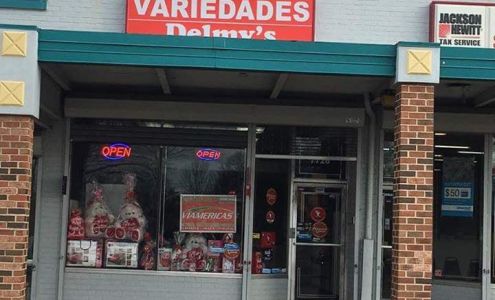 VARIEDADES
Delmy's
JACKSON
HEWITT
TAX SERVICE
OPEN
OPEN
VIAMERICAS
$50